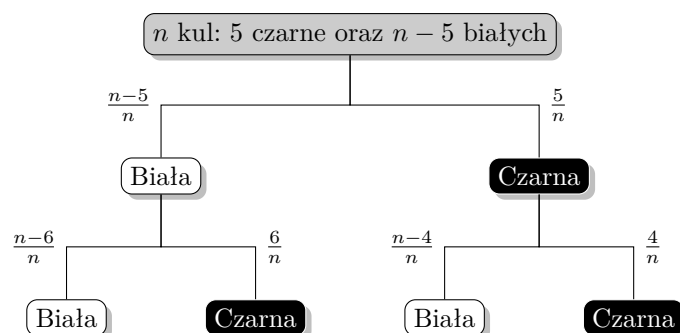 n kul: 5 czarne oraz n − 5 białych
n−5/n 5/n
Biała Czarna
n−6/n 6/n n−4/n 4/n
Biała Czarna Biała Czarna